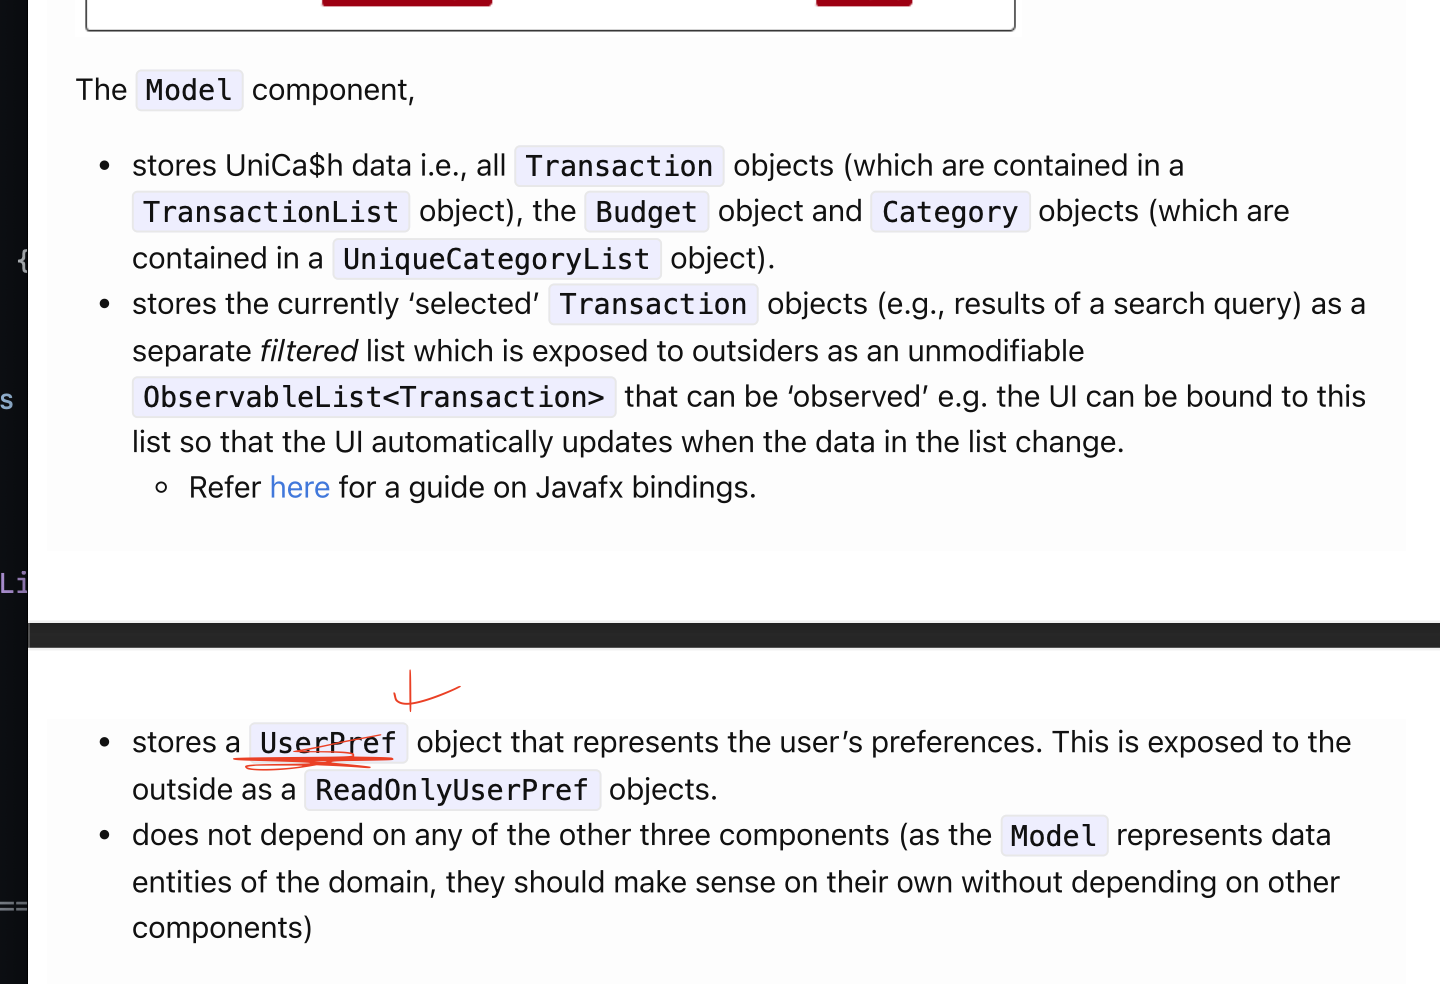 The Model component,
• stores UniCa$h data i.e., all Transaction objects (which are contained in a
TransactionList object), the Budget object and Category objects (which are
contained in a UniqueCategoryList object).
• stores the currently ‘selected’ Transaction objects (e.g., results of a search query) as a
separate filtered list which is exposed to outsiders as an unmodifiable
ObservableList<Transaction> that can be ‘observed’ e.g. the UI can be bound to this
list so that the UI automatically updates when the data in the list change.
◦ Refer here for a guide on Javafx bindings.
• stores a UserPref object that represents the user’s preferences. This is exposed to the
outside as a ReadOnlyUserPref objects.
• does not depend on any of the other three components (as the Model represents data
entities of the domain, they should make sense on their own without depending on other
components)
{
s
Li
==